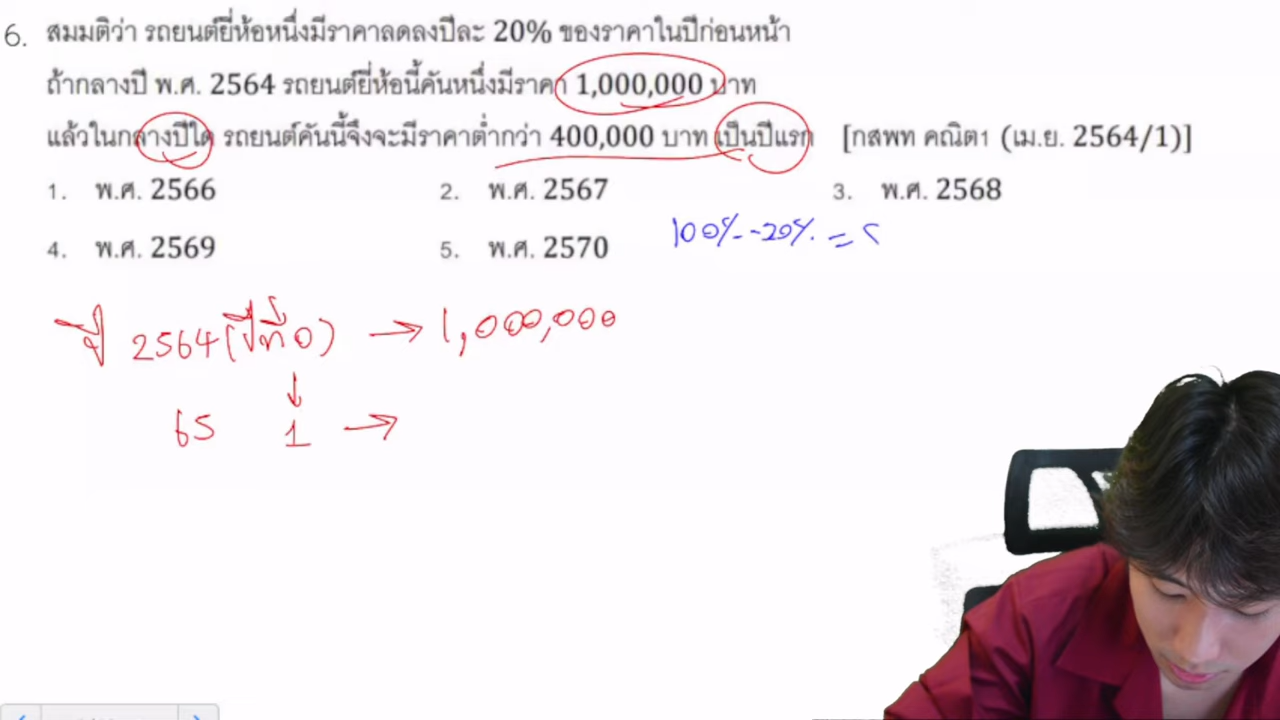 6. สมมติว่า รถยนต์ยี่ห้อหนึ่งมีราคาลดลงปีละ 20% ของราคาในปีก่อนหน้า
ถ้ากลางปี พ.ศ. 2564 รถยนต์ยี่ห้อนี้คันหนึ่งมีราคา 1,000,000 บาท
แล้วในกลางปีใด รถยนต์คันนี้จึงจะมีราคาต่ำกว่า 400,000 บาท เป็นปีแรก [กสพท คณิต1 (เม.ย. 2564/1)]
1. พ.ศ. 2566 2. พ.ศ. 2567 3. พ.ศ. 2568
4. พ.ศ. 2569 5. พ.ศ. 2570
100% - 20% =
ปี 2564 (ปีที่ 0) → 1,000,000
↓
65 1 →